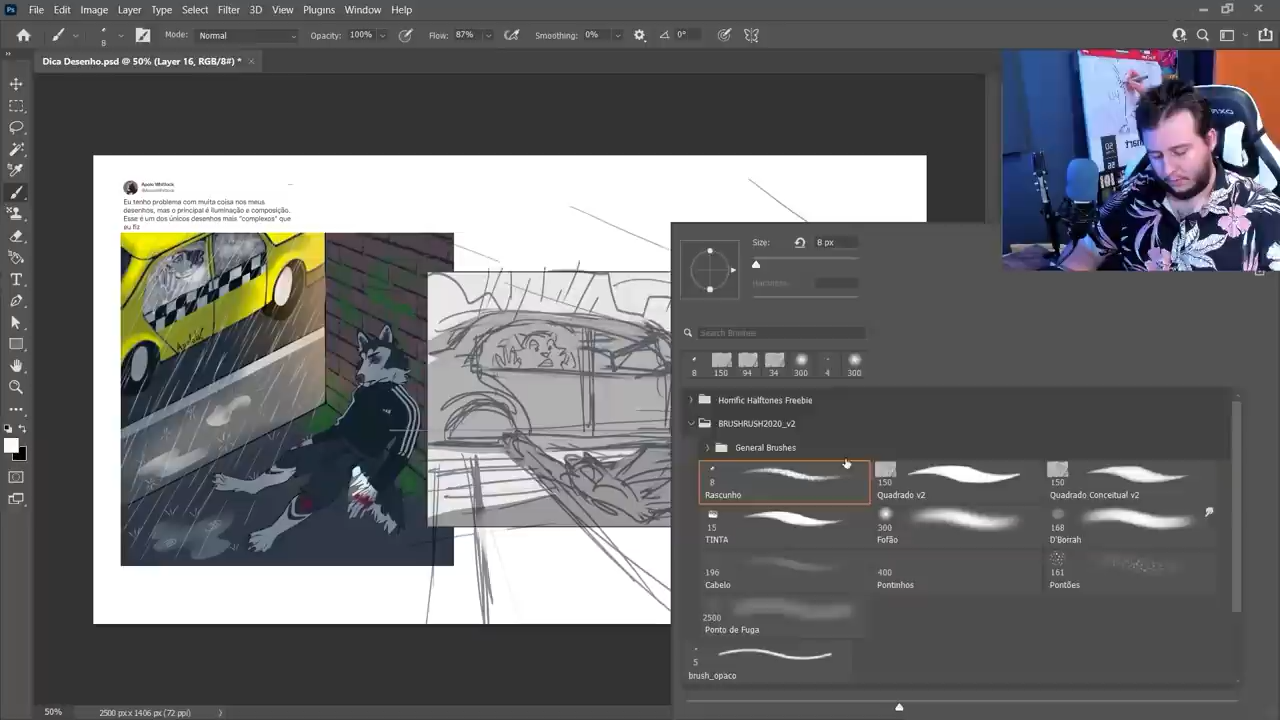 Ps File Edit Image Layer Type Select Filter 3D View Plugins Window Help
8 Mode: Normal Opacity: 100% Flow: 87% Smoothing: 0% 0°
Dica Desenho.psd @ 50% (Layer 16, RGB/8#) *
Apolo Whitlock
Eu tenho problema com muita coisa nos meus
desenhos, mas o principal é iluminação e composição.
Esse é um dos únicos desenhos mais "complexos" que
eu fiz
Size: 8 px
Hardness:
Search Brushes
8 150 94 34 300 4 300
Horrific Halftones Freebie
BRUSHRUSH2020_v2
General Brushes
8 150 150
Rascunho Quadrado v2 Quadrado Conceitual v2
15 300 168
TINTA Fofão D'Borrah
196 400 161
Cabelo Pontinhos Pontões
2500
Ponto de Fuga
5
brush_opaco
50% 2500 px x 1406 px (72 ppi)